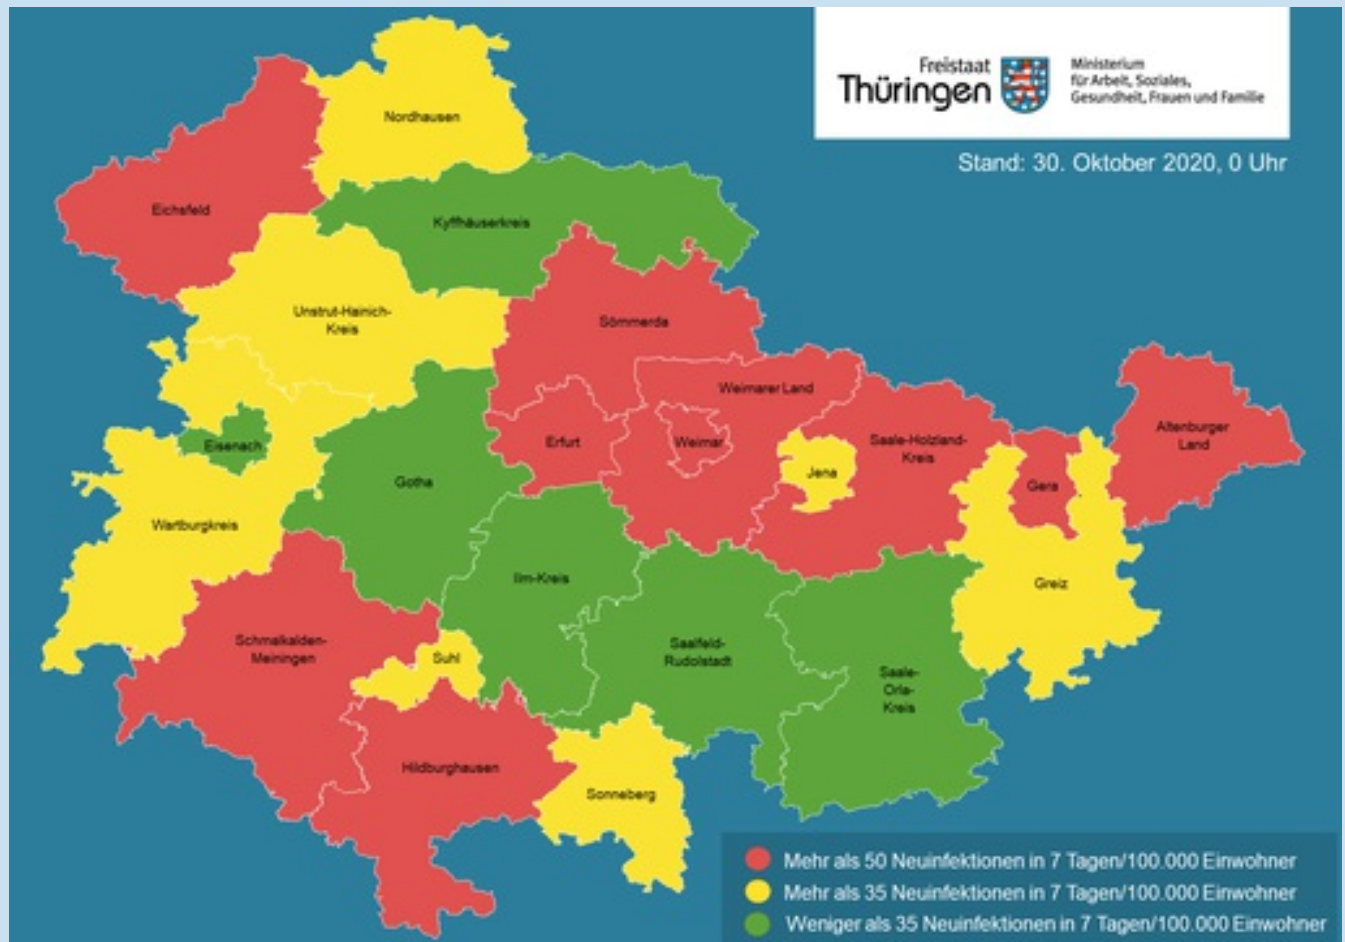 Freistaat
Thüringen
Ministerium
für Arbeit, Soziales,
Gesundheit, Frauen und Familie
Stand: 30. Oktober 2020, 0 Uhr
Nordhausen
Eichsfeld
Kyffhäuserkreis
Unstrut-Hainich-
Kreis
Sömmerda
Weimarer Land
Eisenach
Erfurt
Weimar
Saale-Holzland-
Kreis
Altenburger
Land
Jena
Gotha
Gera
Wartburgkreis
Ilm-Kreis
Greiz
Schmalkalden-
Meiningen
Suhl
Saalfeld-
Rudolstadt
Saale-
Orla-
Kreis
Hildburghausen
Sonneberg
Mehr als 50 Neuinfektionen in 7 Tagen/100.000 Einwohner
Mehr als 35 Neuinfektionen in 7 Tagen/100.000 Einwohner
Weniger als 35 Neuinfektionen in 7 Tagen/100.000 Einwohner